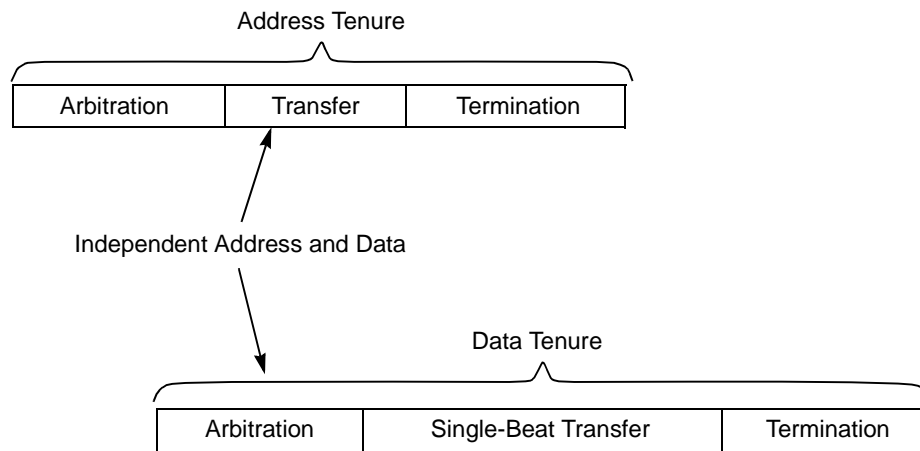 Address Tenure
Arbitration Transfer Termination
Independent Address and Data
Data Tenure
Arbitration Single-Beat Transfer Termination